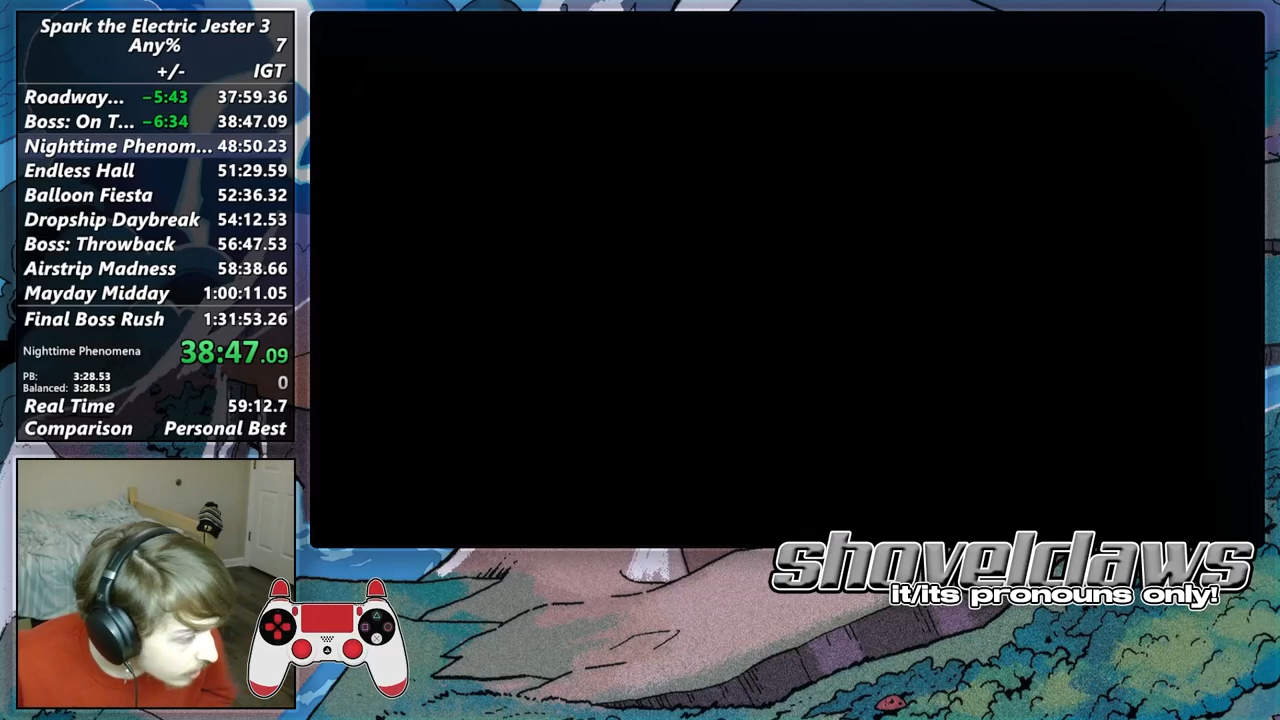 Spark the Electric Jester 3
Any% 7
+/- IGT
Roadway... −5:43 37:59.36
Boss: On T... −6:34 38:47.09
Nighttime Phenom... 48:50.23
Endless Hall 51:29.59
Balloon Fiesta 52:36.32
Dropship Daybreak 54:12.53
Boss: Throwback 56:47.53
Airstrip Madness 58:38.66
Mayday Midday 1:00:11.05
Final Boss Rush 1:31:53.26
Nighttime Phenomena 38:47.09
PB: 3:28.53
Balanced: 3:28.53 0
Real Time 59:12.7
Comparison Personal Best
shovelclaws
it/its pronouns only!